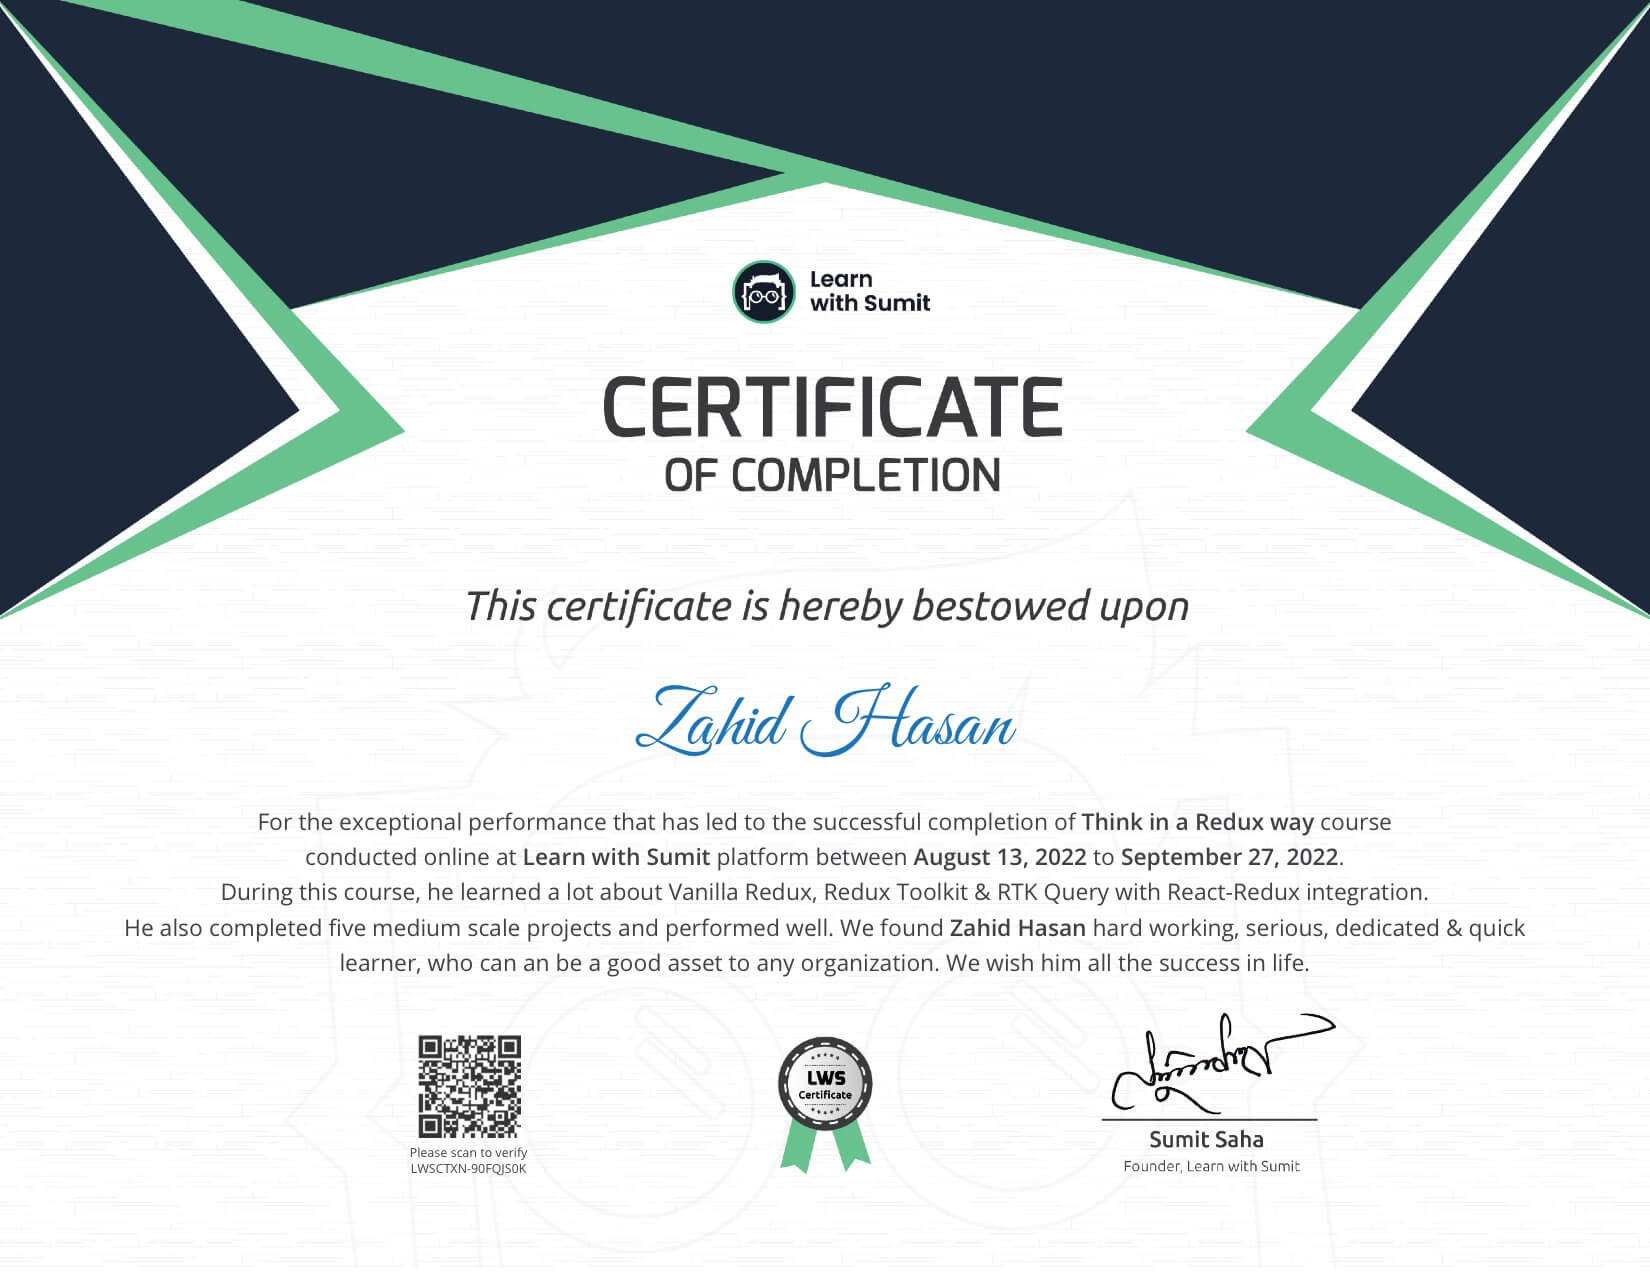 Learn
with Sumit
CERTIFICATE
OF COMPLETION
This certificate is hereby bestowed upon
Zahid Hasan
For the exceptional performance that has led to the successful completion of Think in a Redux way course
conducted online at Learn with Sumit platform between August 13, 2022 to September 27, 2022.
During this course, he learned a lot about Vanilla Redux, Redux Toolkit & RTK Query with React-Redux integration.
He also completed five medium scale projects and performed well. We found Zahid Hasan hard working, serious, dedicated & quick
learner, who can an be a good asset to any organization. We wish him all the success in life.
Please scan to verify
LWSCTXN-90FQJS0K
LWS
Certificate
Sumit Saha
Founder, Learn with Sumit